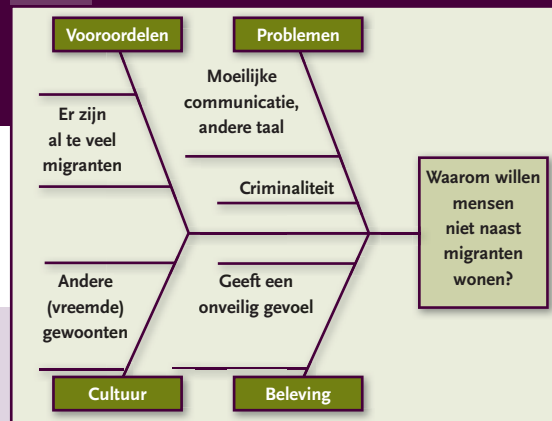 Vooroordelen
Problemen
Er zijn
al te veel
migranten
Moeilijke
communicatie,
andere taal
Criminaliteit
Waarom willen
mensen
niet naast
migranten
wonen?
Andere
(vreemde)
gewoonten
Geeft een
onveilig gevoel
Cultuur
Beleving